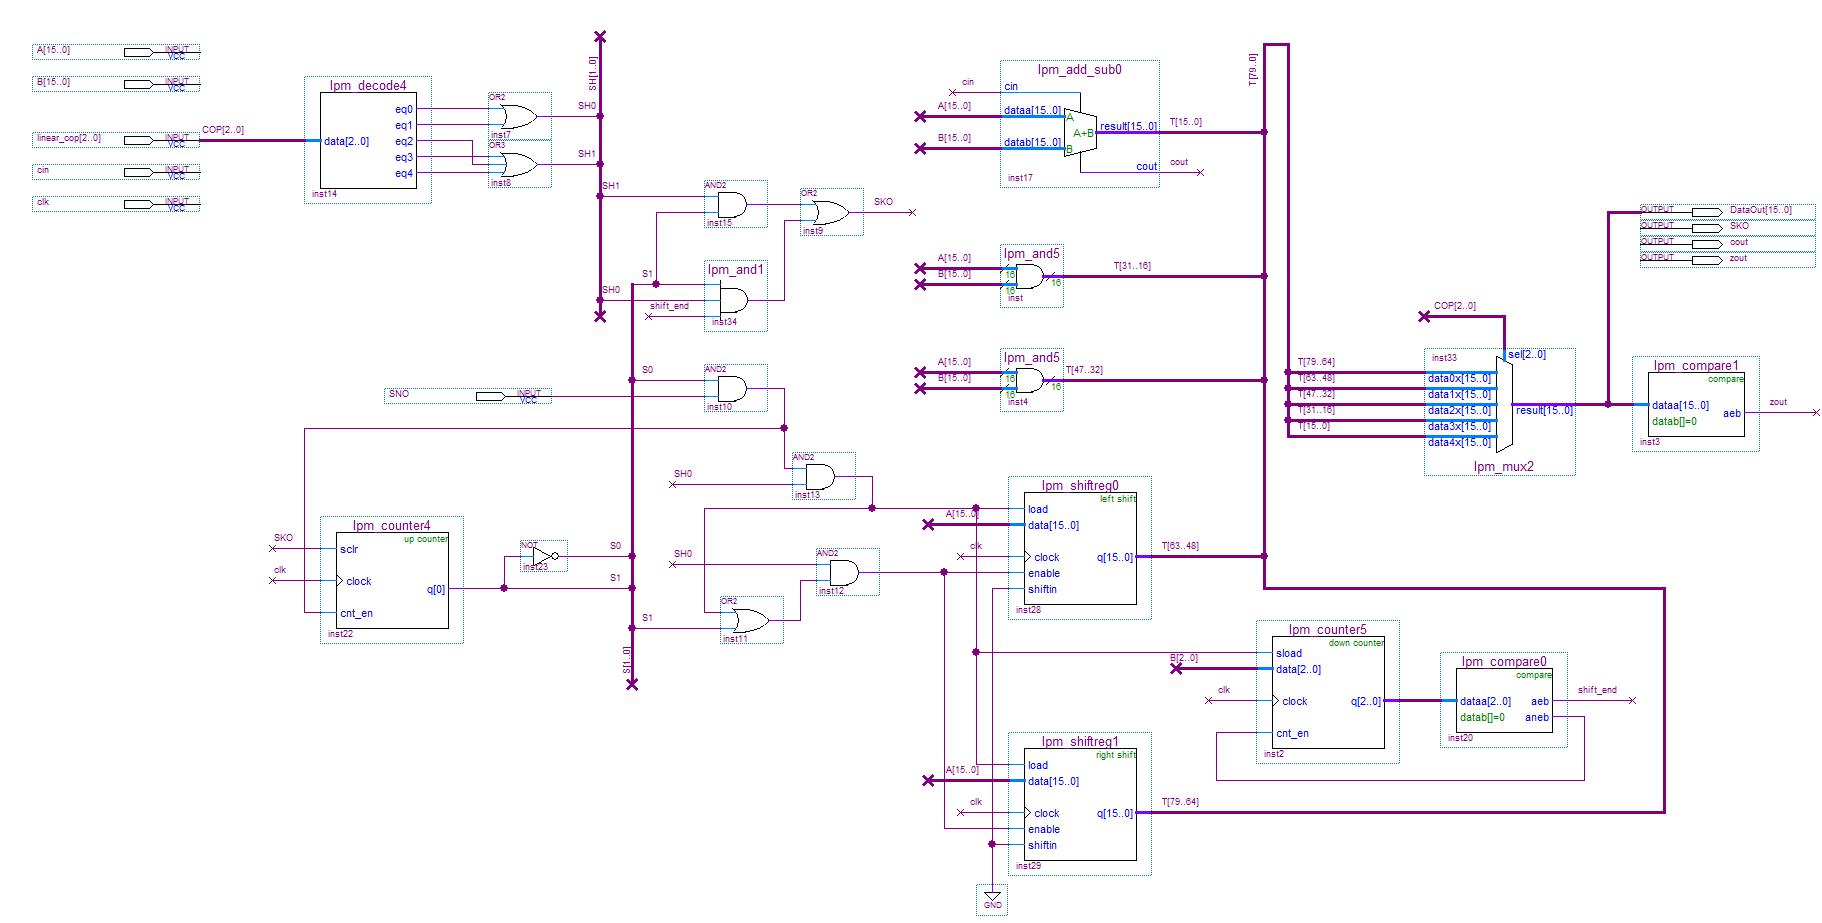 A[15..0]
INPUT
VCC
B[15..0]
INPUT
VCC
linear_cop[2..0]
INPUT
VCC
cin
INPUT
VCC
clk
INPUT
VCC
COP[2..0]
lpm_decode4
data[2..0]
eq0
eq1
eq2
eq3
eq4
inst14
OR2
inst7
OR3
inst8
SH0
SH1
SH[1..0]
SH1
AND2
inst15
OR2
inst9
SKO
S1
SH0
shift_end
lpm_and1
inst34
S0
SNO
INPUT
VCC
AND2
inst10
SH0
AND2
inst13
SH0
AND2
inst12
S1
OR2
inst11
S[1..0]
SKO
clk
lpm_counter4
up counter
sclr
clock
q[0]
cnt_en
inst22
NOT
inst23
S0
S1
lpm_add_sub0
cin
cin
A[15..0]
dataa[15..0]
B[15..0]
datab[15..0]
A
A+B
B
result[15..0]
cout
inst17
T[15..0]
cout
lpm_and5
A[15..0]
B[15..0]
16
16
16
inst
T[31..16]
lpm_and5
A[15..0]
B[15..0]
16
16
16
inst4
T[47..32]
T[79..0]
lpm_shiftreg0
left shift
load
A[15..0]
data[15..0]
clk
clock
enable
shiftin
q[15..0]
inst28
T[63..48]
lpm_counter5
down counter
sload
B[2..0]
data[2..0]
clk
clock
q[2..0]
cnt_en
inst2
lpm_compare0
compare
dataa[2..0]
datab[]=0
aeb
aneb
inst20
shift_end
lpm_shiftreg1
right shift
load
A[15..0]
data[15..0]
clk
clock
enable
shiftin
q[15..0]
inst29
T[79..64]
GND
OUTPUT
DataOut[15..0]
OUTPUT
SKO
OUTPUT
cout
OUTPUT
zout
COP[2..0]
inst33
sel[2..0]
T[79..64]
data0x[15..0]
T[63..48]
data1x[15..0]
T[47..32]
data2x[15..0]
T[31..16]
data3x[15..0]
T[15..0]
data4x[15..0]
result[15..0]
lpm_mux2
lpm_compare1
compare
dataa[15..0]
datab[]=0
aeb
inst3
zout